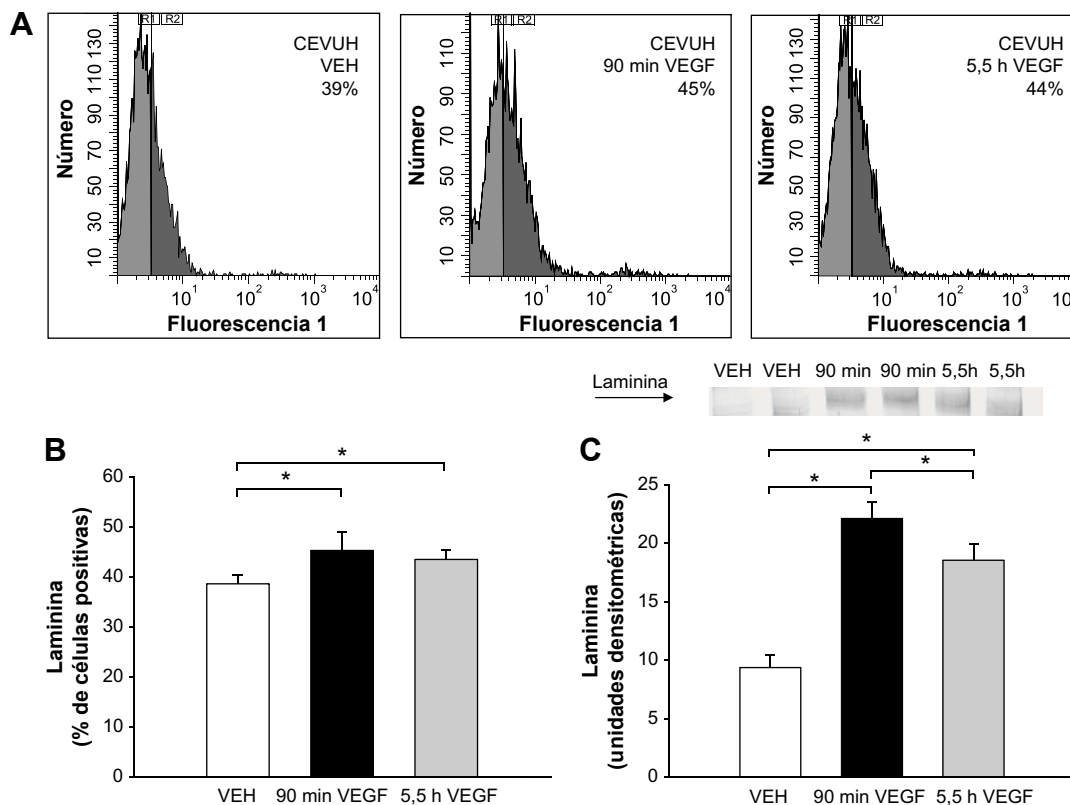 A
R1 R2
CEVUH
VEH
39%
Número
130
110
90
70
50
30
10
10¹ 10² 10³ 10⁴
Fluorescencia 1
R1 R2
CEVUH
90 min VEGF
45%
Número
110
90
70
50
30
10
10¹ 10² 10³ 10⁴
Fluorescencia 1
R1 R2
CEVUH
5,5 h VEGF
44%
Número
130
110
90
70
50
30
10
10¹ 10² 10³
Fluorescencia 1
Laminina
VEH VEH 90 min 90 min 5,5h 5,5h
B
Laminina
(% de células positivas)
60
50
40
30
20
10
0
* *
VEH 90 min VEGF 5,5 h VEGF
C
Laminina
(unidades densitométricas)
25
20
15
10
5
0
* * *
VEH 90 min VEGF 5,5 h VEGF